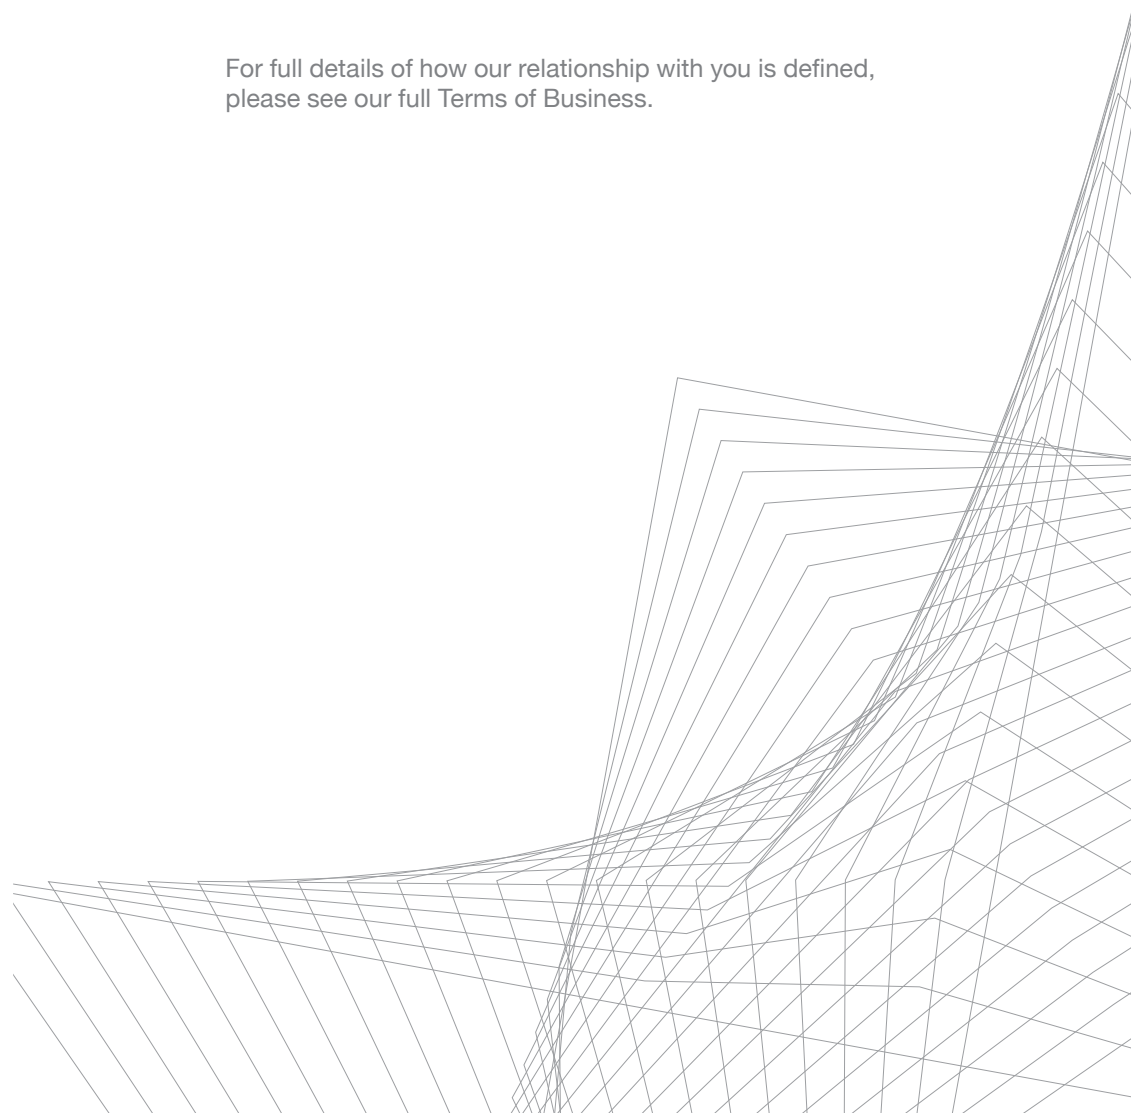 For full details of how our relationship with you is defined,
please see our full Terms of Business.